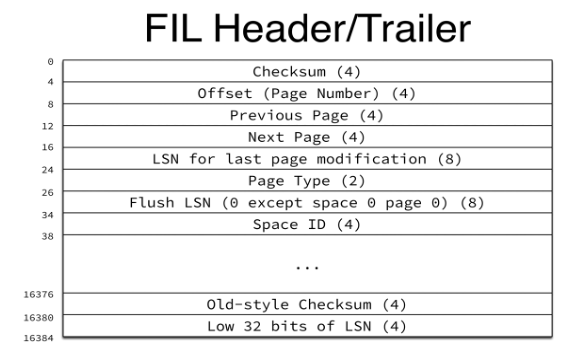 FIL Header/Trailer
0
Checksum (4)
4
Offset (Page Number) (4)
8
Previous Page (4)
12
Next Page (4)
16
LSN for last page modification (8)
24
Page Type (2)
26
Flush LSN (0 except space 0 page 0) (8)
34
Space ID (4)
38
...
16376
Old-style Checksum (4)
16380
Low 32 bits of LSN (4)
16384